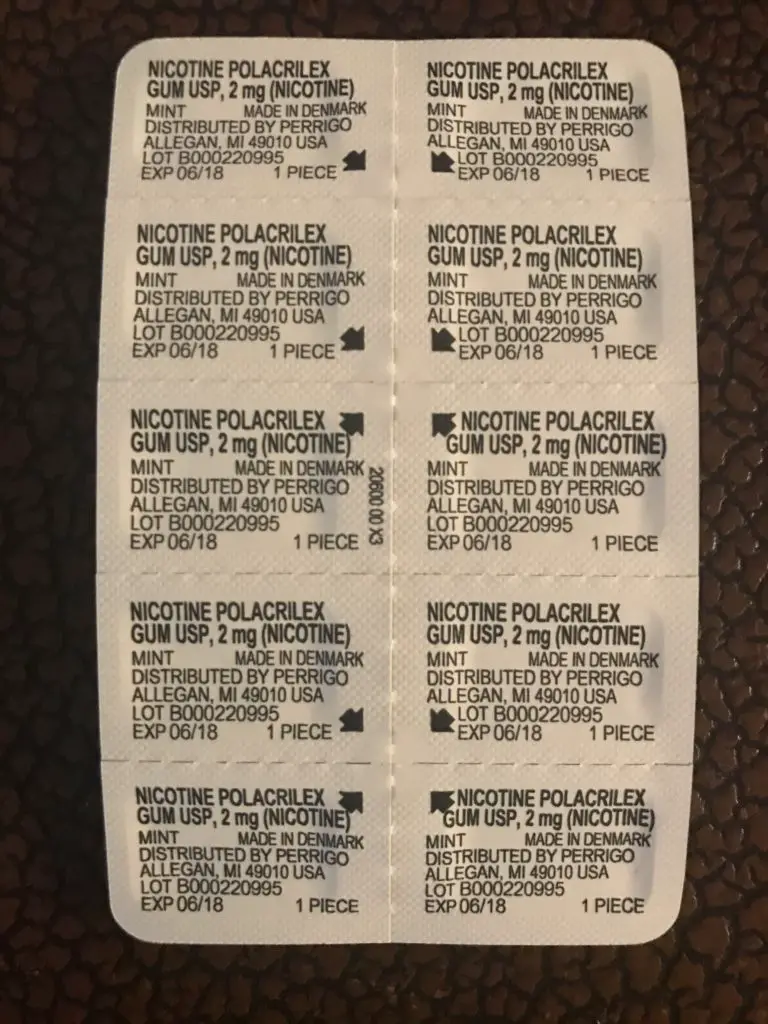 NICOTINE POLACRILEX
GUM USP, 2 mg (NICOTINE)
MINT MADE IN DENMARK
DISTRIBUTED BY PERRIGO
ALLEGAN, MI 49010 USA
LOT B000220995
EXP 06/18 1 PIECE
NICOTINE POLACRILEX
GUM USP, 2 mg (NICOTINE)
MINT MADE IN DENMARK
DISTRIBUTED BY PERRIGO
ALLEGAN, MI 49010 USA
LOT B000220995
EXP 06/18 1 PIECE
NICOTINE POLACRILEX
GUM USP, 2 mg (NICOTINE)
MINT MADE IN DENMARK
DISTRIBUTED BY PERRIGO
ALLEGAN, MI 49010 USA
LOT B000220995
EXP 06/18 1 PIECE
NICOTINE POLACRILEX
GUM USP, 2 mg (NICOTINE)
MINT MADE IN DENMARK
DISTRIBUTED BY PERRIGO
ALLEGAN, MI 49010 USA
LOT B000220995
EXP 06/18 1 PIECE
NICOTINE POLACRILEX
GUM USP, 2 mg (NICOTINE)
MINT MADE IN DENMARK
DISTRIBUTED BY PERRIGO
ALLEGAN, MI 49010 USA
LOT B000220995
EXP 06/18 1 PIECE
20600 00 X3
NICOTINE POLACRILEX
GUM USP, 2 mg (NICOTINE)
MINT MADE IN DENMARK
DISTRIBUTED BY PERRIGO
ALLEGAN, MI 49010 USA
LOT B000220995
EXP 06/18 1 PIECE
NICOTINE POLACRILEX
GUM USP, 2 mg (NICOTINE)
MINT MADE IN DENMARK
DISTRIBUTED BY PERRIGO
ALLEGAN, MI 49010 USA
LOT B000220995
EXP 06/18 1 PIECE
NICOTINE POLACRILEX
GUM USP, 2 mg (NICOTINE)
MINT MADE IN DENMARK
DISTRIBUTED BY PERRIGO
ALLEGAN, MI 49010 USA
LOT B000220995
EXP 06/18 1 PIECE
NICOTINE POLACRILEX
GUM USP, 2 mg (NICOTINE)
MINT MADE IN DENMARK
DISTRIBUTED BY PERRIGO
ALLEGAN, MI 49010 USA
LOT B000220995
EXP 06/18 1 PIECE
NICOTINE POLACRILEX
GUM USP, 2 mg (NICOTINE)
MINT MADE IN DENMARK
DISTRIBUTED BY PERRIGO
ALLEGAN, MI 49010 USA
LOT B000220995
EXP 06/18 1 PIECE